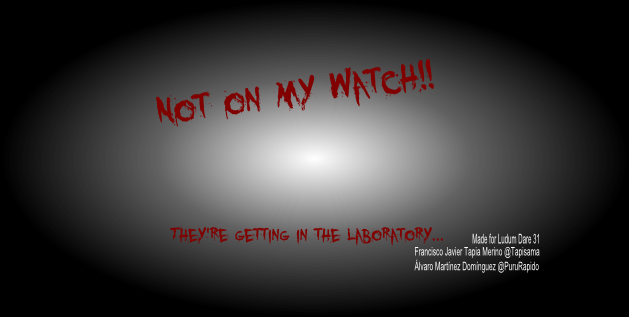 NOT ON MY WATCH!!
THEY'RE GETTING IN THE LABORATORY...
Made for Ludum Dare 31
Francisco Javier Tapia Merino @Tapisama
Álvaro Martínez Domínguez @PuruRapido